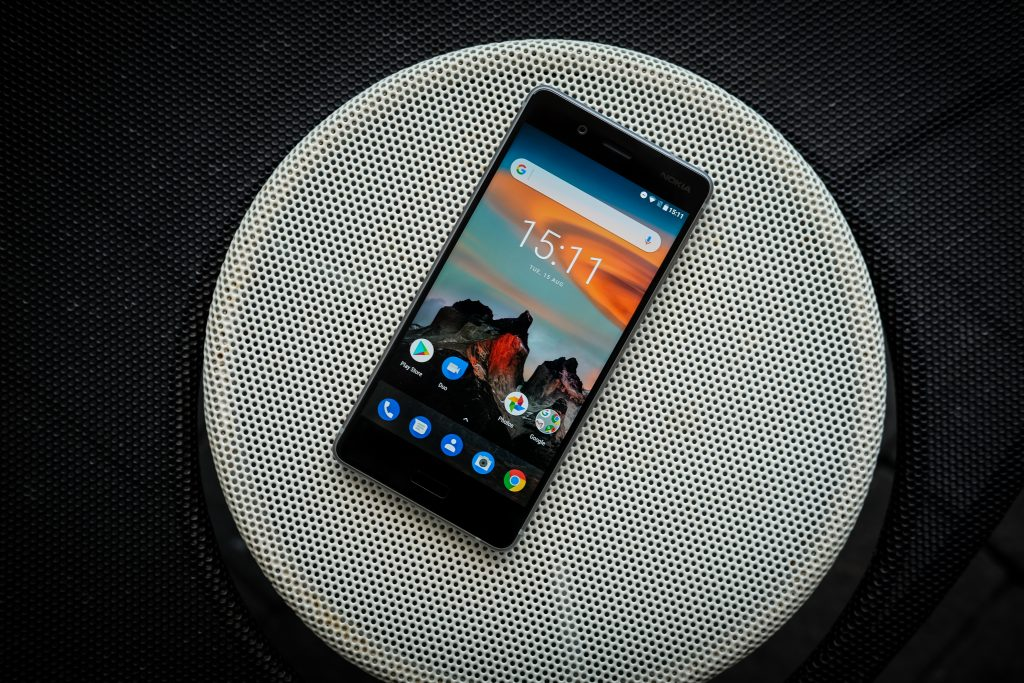 NOKIA
15:11
15:11
TUE, 15 AUG
Play Store
Duo
Photos
Google